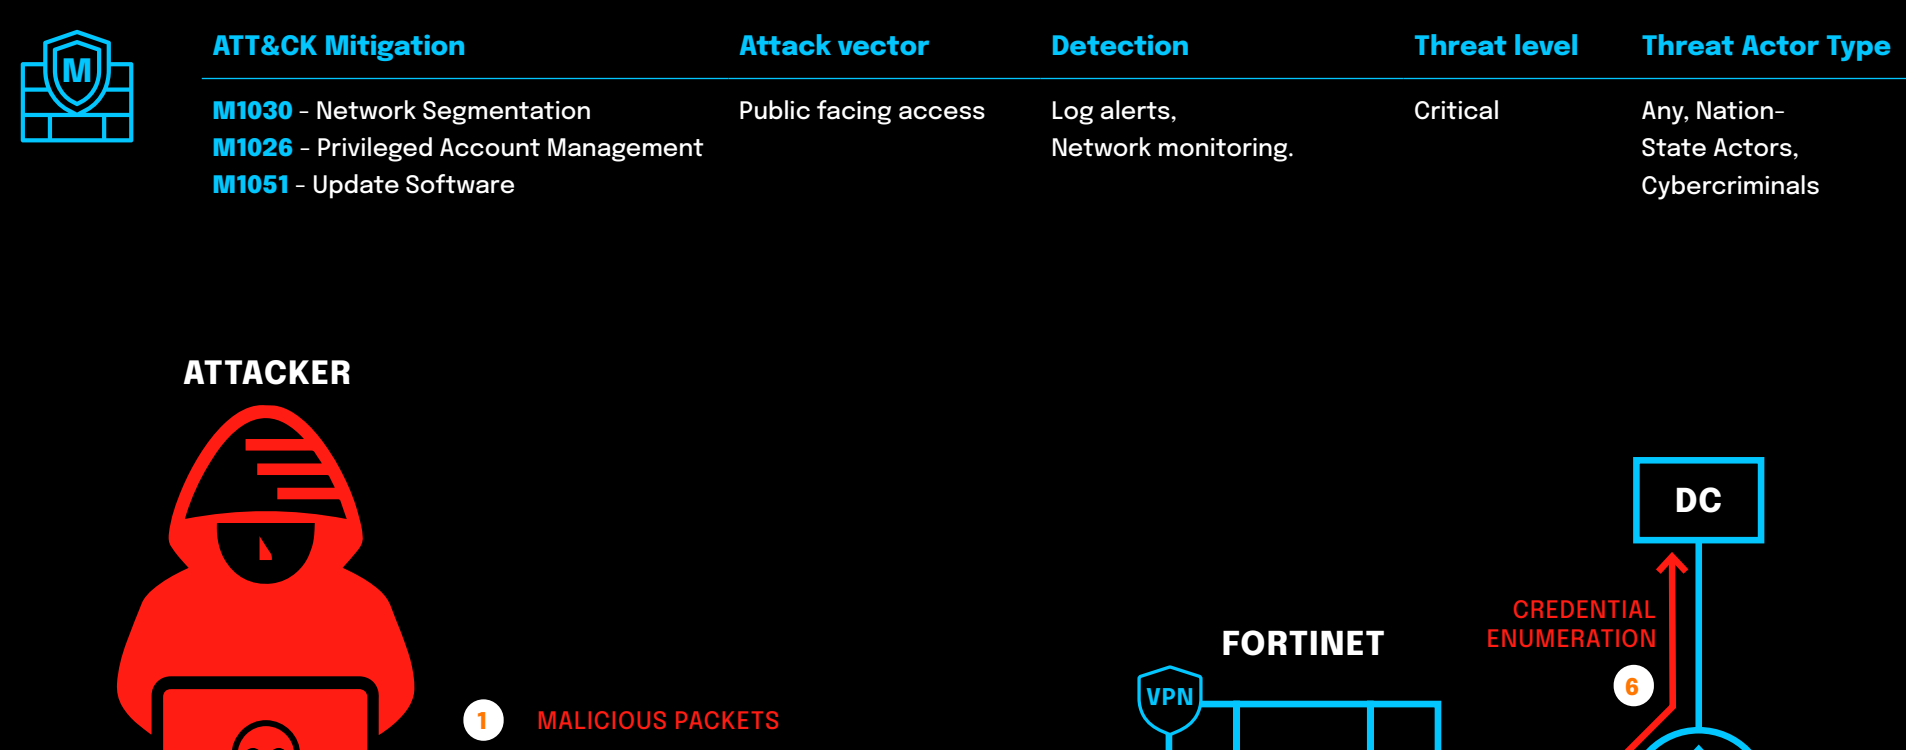 M
ATT&CK Mitigation
Attack vector
Detection
Threat level
Threat Actor Type
M1030 - Network Segmentation
M1026 - Privileged Account Management
M1051 - Update Software
Public facing access
Log alerts,
Network monitoring.
Critical
Any, Nation-
State Actors,
Cybercriminals
ATTACKER
DC
CREDENTIAL
ENUMERATION
6
FORTINET
VPN
1 MALICIOUS PACKETS